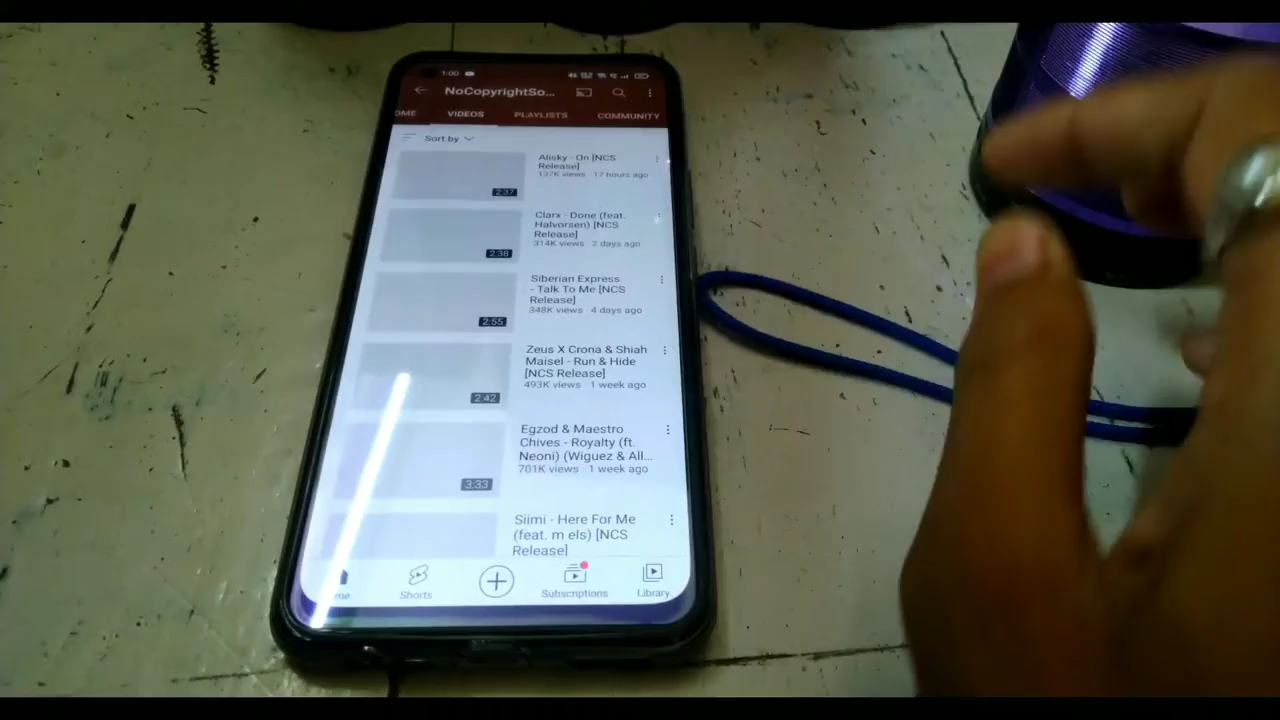 1:00
NoCopyrightSo...
OME VIDEOS PLAYLISTS COMMUNITY
Sort by
Alisky - On [NCS
Release]
137K views · 17 hours ago
2:37
Clarx - Done (feat.
Halvorsen) [NCS
Release]
314K views · 2 days ago
2:38
Siberian Express
- Talk To Me [NCS
Release]
348K views · 4 days ago
2:55
Zeus X Crona & Shiah
Maisel - Run & Hide
[NCS Release]
493K views · 1 week ago
2:42
Egzod & Maestro
Chives - Royalty (ft.
Neoni) (Wiguez & All...
701K views · 1 week ago
3:33
Siimi - Here For Me
(feat. m els) [NCS
Release]
me Shorts Subscriptions Library